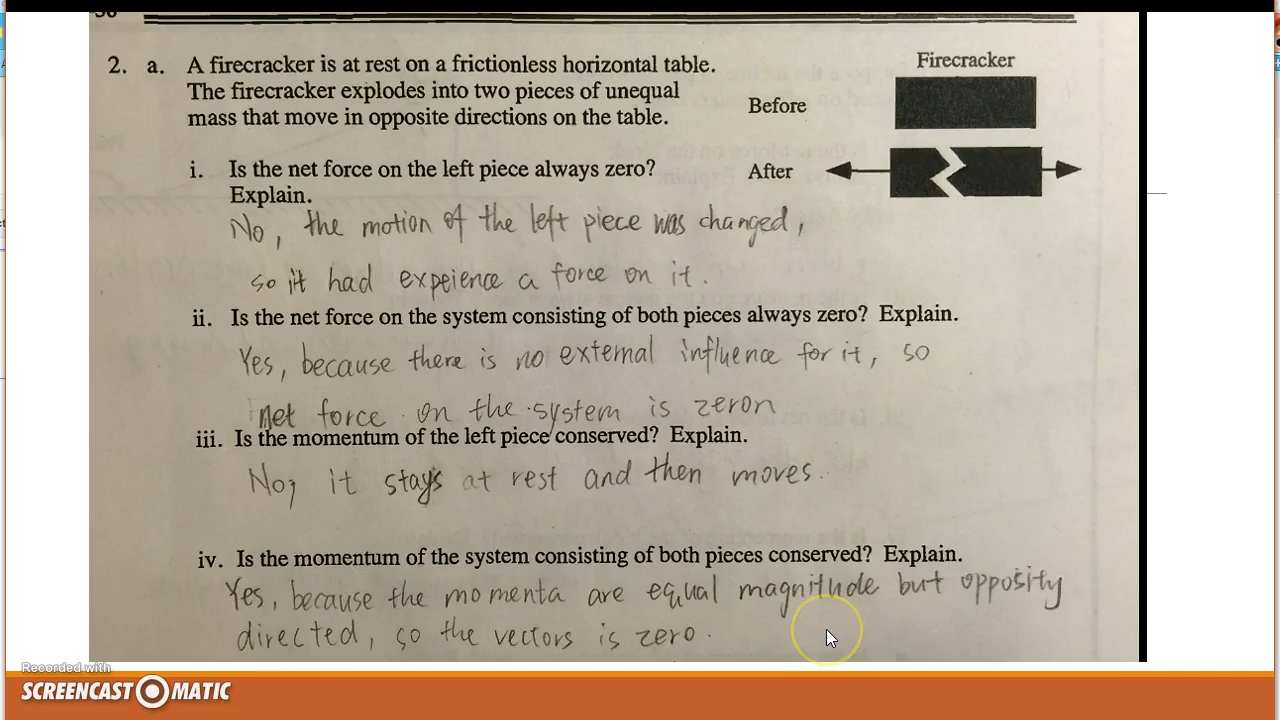 2. a. A firecracker is at rest on a frictionless horizontal table.
The firecracker explodes into two pieces of unequal
mass that move in opposite directions on the table.
Firecracker
Before
After
i. Is the net force on the left piece always zero?
Explain.
No, the motion of the left piece was changed,
so it had expeience a force on it.
ii. Is the net force on the system consisting of both pieces always zero? Explain.
Yes, because there is no external influence for it, so
net force on the system is zeron
iii. Is the momentum of the left piece conserved? Explain.
No, it stays at rest and then moves.
iv. Is the momentum of the system consisting of both pieces conserved? Explain.
Yes, because the momenta are equal magnitude but opposity
directed, so the vectors is zero.
Recorded with
SCREENCAST O MATIC